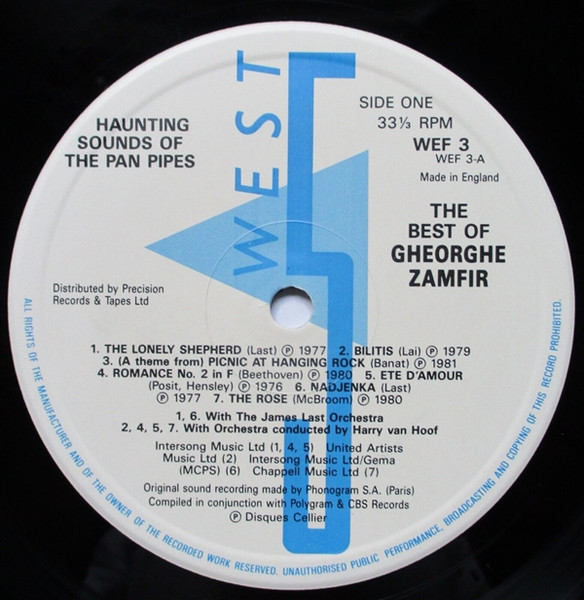 HAUNTING
SOUNDS OF
THE PAN PIPES
WEST
SIDE ONE
33⅓ RPM
WEF 3
WEF 3-A
Made in England
THE
BEST OF
GHEORGHE
ZAMFIR
Distributed by Precision
Records & Tapes Ltd
1. THE LONELY SHEPHERD (Last) ℗ 1977 2. BILITIS (Lai) ℗ 1979
3. (A theme from) PICNIC AT HANGING ROCK (Banat) ℗ 1981
4. ROMANCE No. 2 in F (Beethoven) ℗ 1980 5. ETE D'AMOUR
(Posit, Hensley) ℗ 1976 6. NADJENKA (Last)
℗ 1977 7. THE ROSE (McBroom) ℗ 1980
1, 6. With The James Last Orchestra
2, 4, 5, 7. With Orchestra conducted by Harry van Hoof
Intersong Music Ltd (1, 4, 5) United Artists
Music Ltd (2) Intersong Music Ltd/Gema
(MCPS) (6) Chappell Music Ltd (7)
Original sound recording made by Phonogram S.A. (Paris)
Compiled in conjunction with Polygram & CBS Records
℗ Disques Cellier
ALL RIGHTS OF THE MANUFACTURER AND OF THE OWNER OF THE RECORDED WORK RESERVED. UNAUTHORISED PUBLIC PERFORMANCE, BROADCASTING AND COPYING OF THIS RECORD PROHIBITED.